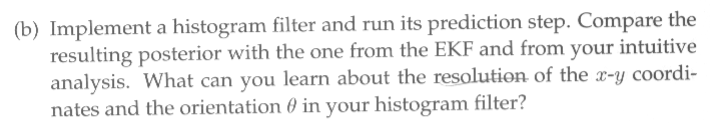 (b) Implement a histogram filter and run its prediction step. Compare the
resulting posterior with the one from the EKF and from your intuitive
analysis. What can you learn about the resolution of the x-y coordi-
nates and the orientation θ in your histogram filter?